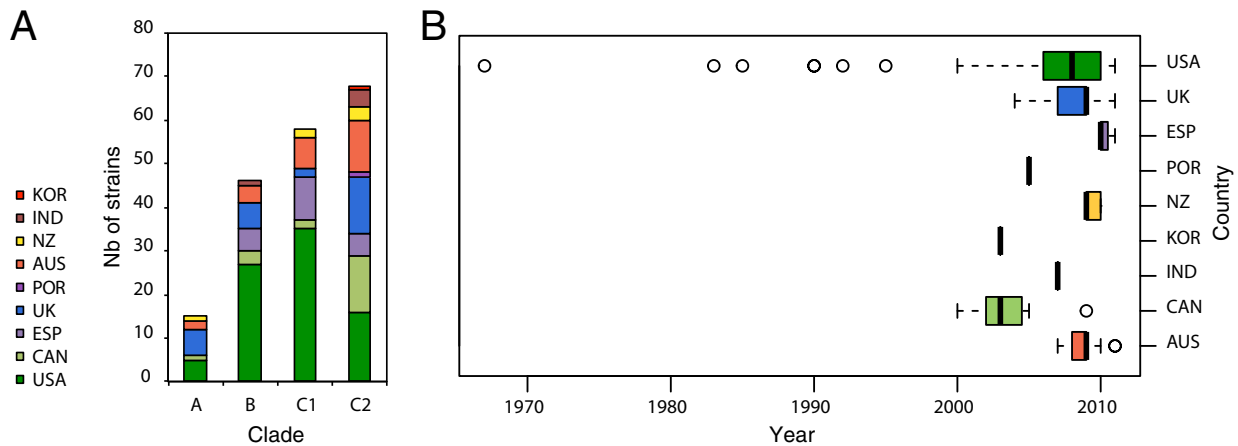 A
Nb of strains
80
70
60
50
40
30
20
10
0
KOR
IND
NZ
AUS
POR
UK
ESP
CAN
USA
A B C1 C2
Clade
B
USA
UK
ESP
POR
NZ
KOR
IND
CAN
AUS
Country
1970 1980 1990 2000 2010
Year